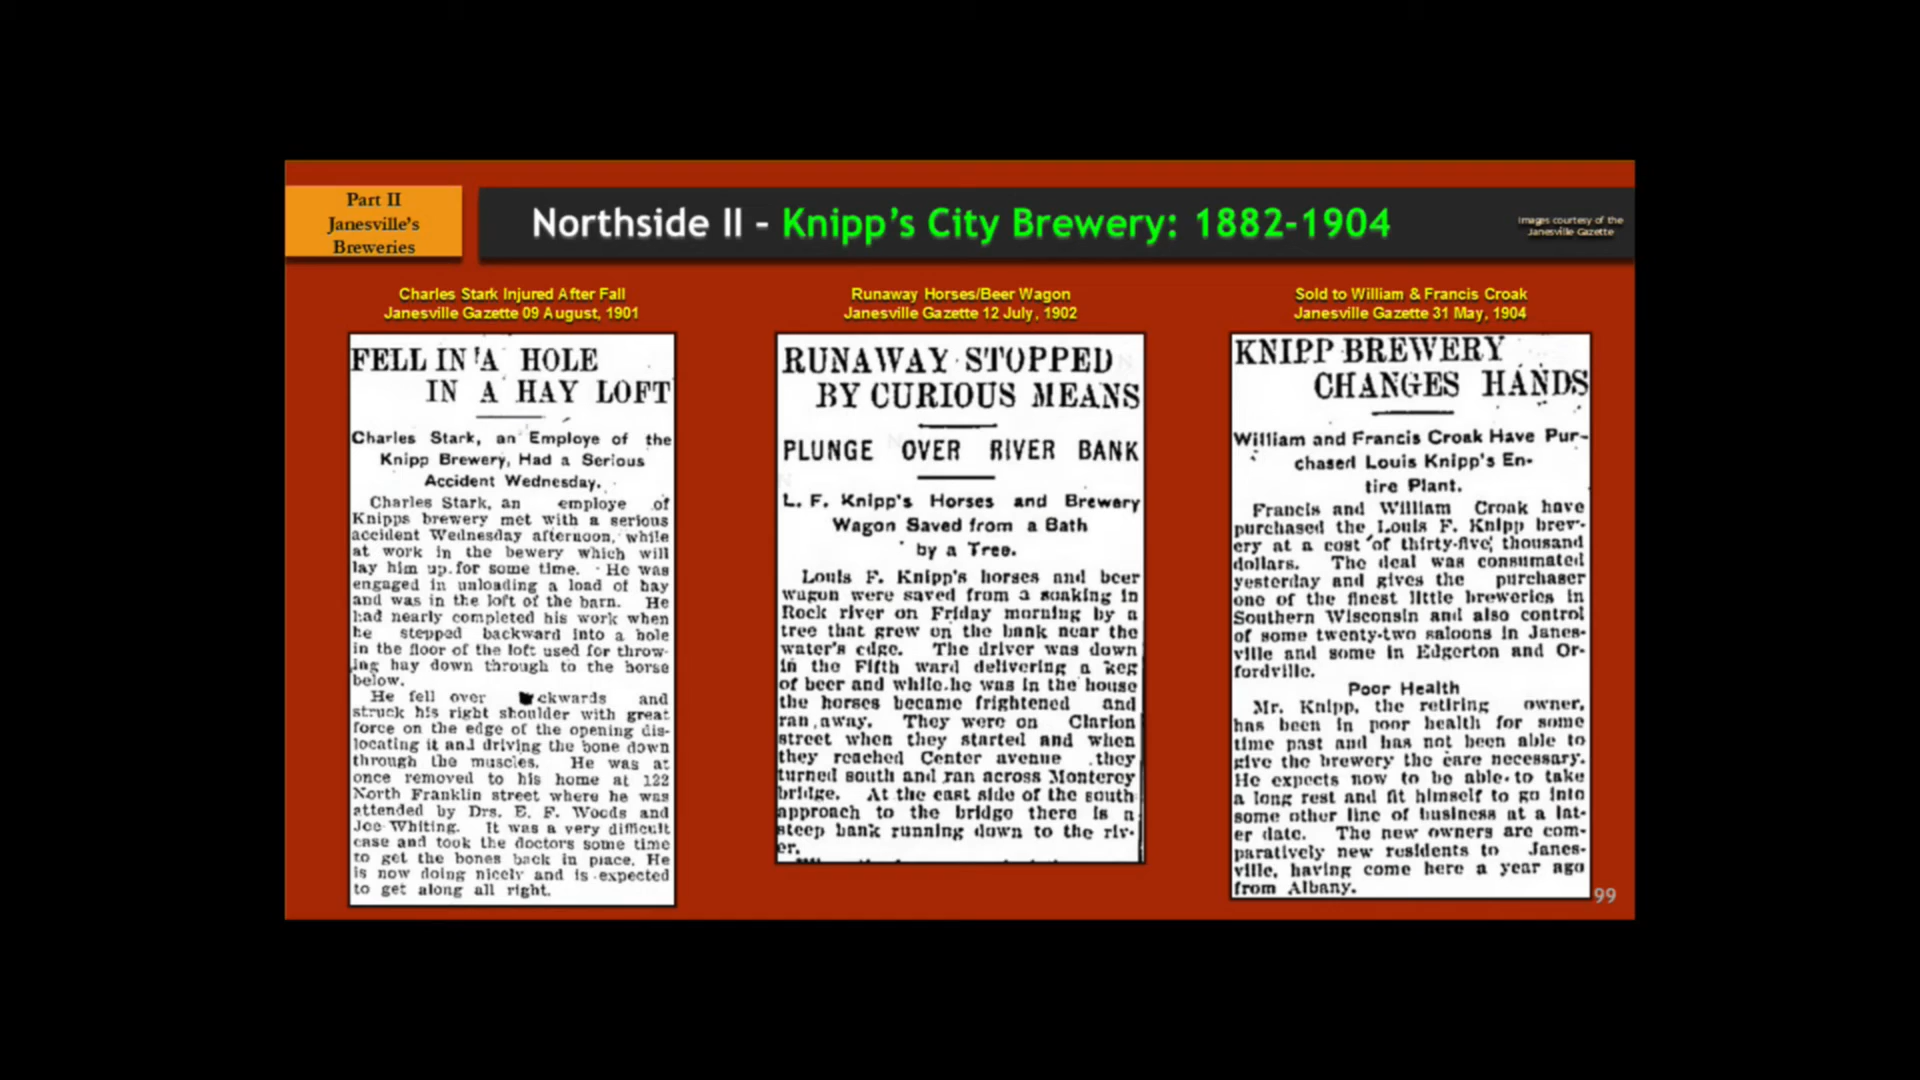 Part II
Janesville's
Breweries
Northside II – Knipp's City Brewery: 1882-1904
Images courtesy of the
Janesville Gazette
Charles Stark Injured After Fall
Janesville Gazette 09 August, 1901
FELL IN A HOLE
IN A HAY LOFT
Charles Stark, an Employe of the
Knipp Brewery, Had a Serious
Accident Wednesday.
Charles Stark, an employe of
Knipps brewery met with a serious
accident Wednesday afternoon, while
at work in the bewery which will
lay him up for some time. He was
engaged in unloading a load of hay
and was in the loft of the barn. He
had nearly completed his work when
he stepped backward into a hole
in the floor of the loft used for throw-
ing hay down through to the horse
below.
He fell over ckwards and
struck his right shoulder with great
force on the edge of the opening dis-
locating it and driving the bone down
through the muscles. He was at
once removed to his home at 122
North Franklin street where he was
attended by Drs. E. F. Woods and
Joe Whiting. It was a very difficult
case and took the doctors some time
to get the bones back in place. He
is now doing nicely and is expected
to get along all right.
Runaway Horses/Beer Wagon
Janesville Gazette 12 July, 1902
RUNAWAY STOPPED
BY CURIOUS MEANS
PLUNGE OVER RIVER BANK
L. F. Knipp's Horses and Brewery
Wagon Saved from a Bath
by a Tree.
Louis F. Knipp's horses and beer
wagon were saved from a soaking in
Rock river on Friday morning by a
tree that grew on the bank near the
water's edge. The driver was down
in the Fifth ward delivering a keg
of beer and while he was in the house
the horses became frightened and
ran away. They were on Clarion
street when they started and when
they reached Center avenue they
turned south and ran across Monterey
bridge. At the east side of the south
approach to the bridge there is a
steep bank running down to the riv-
er.
Sold to William & Francis Croak
Janesville Gazette 31 May, 1904
KNIPP BREWERY
CHANGES HANDS
William and Francis Croak Have Pur-
chased Louis Knipp's En-
tire Plant.
Francis and William Croak have
purchased the Louis F. Knipp brew-
ery at a cost of thirty-five thousand
dollars. The deal was consumated
yesterday and gives the purchaser
one of the finest little breweries in
Southern Wisconsin and also control
of some twenty-two saloons in Janes-
ville and some in Edgerton and Or-
fordville.
Poor Health
Mr. Knipp, the retiring owner,
has been in poor health for some
time past and has not been able to
give the brewery the care necessary.
He expects now to be able to take
a long rest and fit himself to go into
some other line of business at a lat-
er date. The new owners are com-
paratively new residents to Janes-
ville, having come here a year ago
from Albany.
99